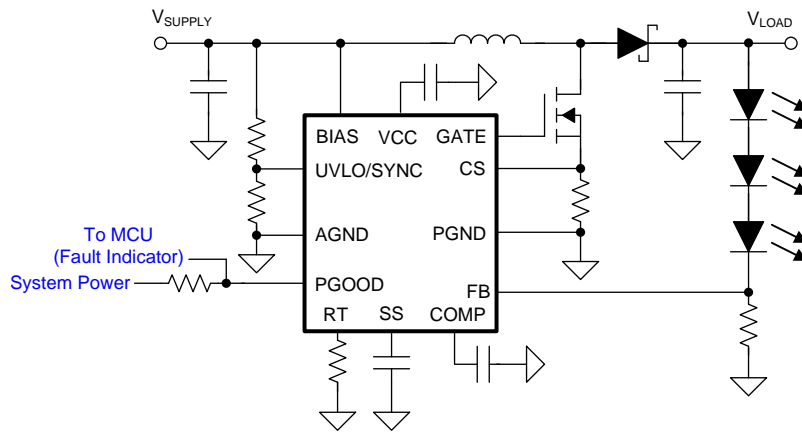 VSUPPLY
VLOAD
BIAS
VCC
GATE
UVLO/SYNC
CS
AGND
PGND
To MCU
(Fault Indicator)
System Power
PGOOD
FB
RT
SS
COMP